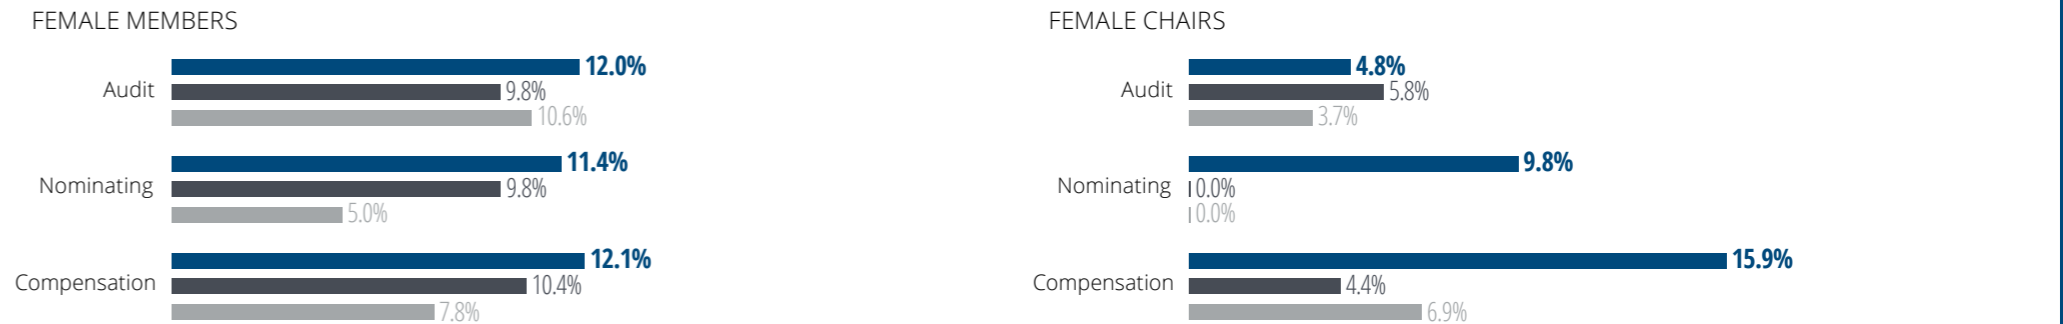 FEMALE MEMBERS
Audit
12.0%
9.8%
10.6%
Nominating
11.4%
9.8%
5.0%
Compensation
12.1%
10.4%
7.8%
FEMALE CHAIRS
Audit
4.8%
5.8%
3.7%
Nominating
9.8%
0.0%
0.0%
Compensation
15.9%
4.4%
6.9%